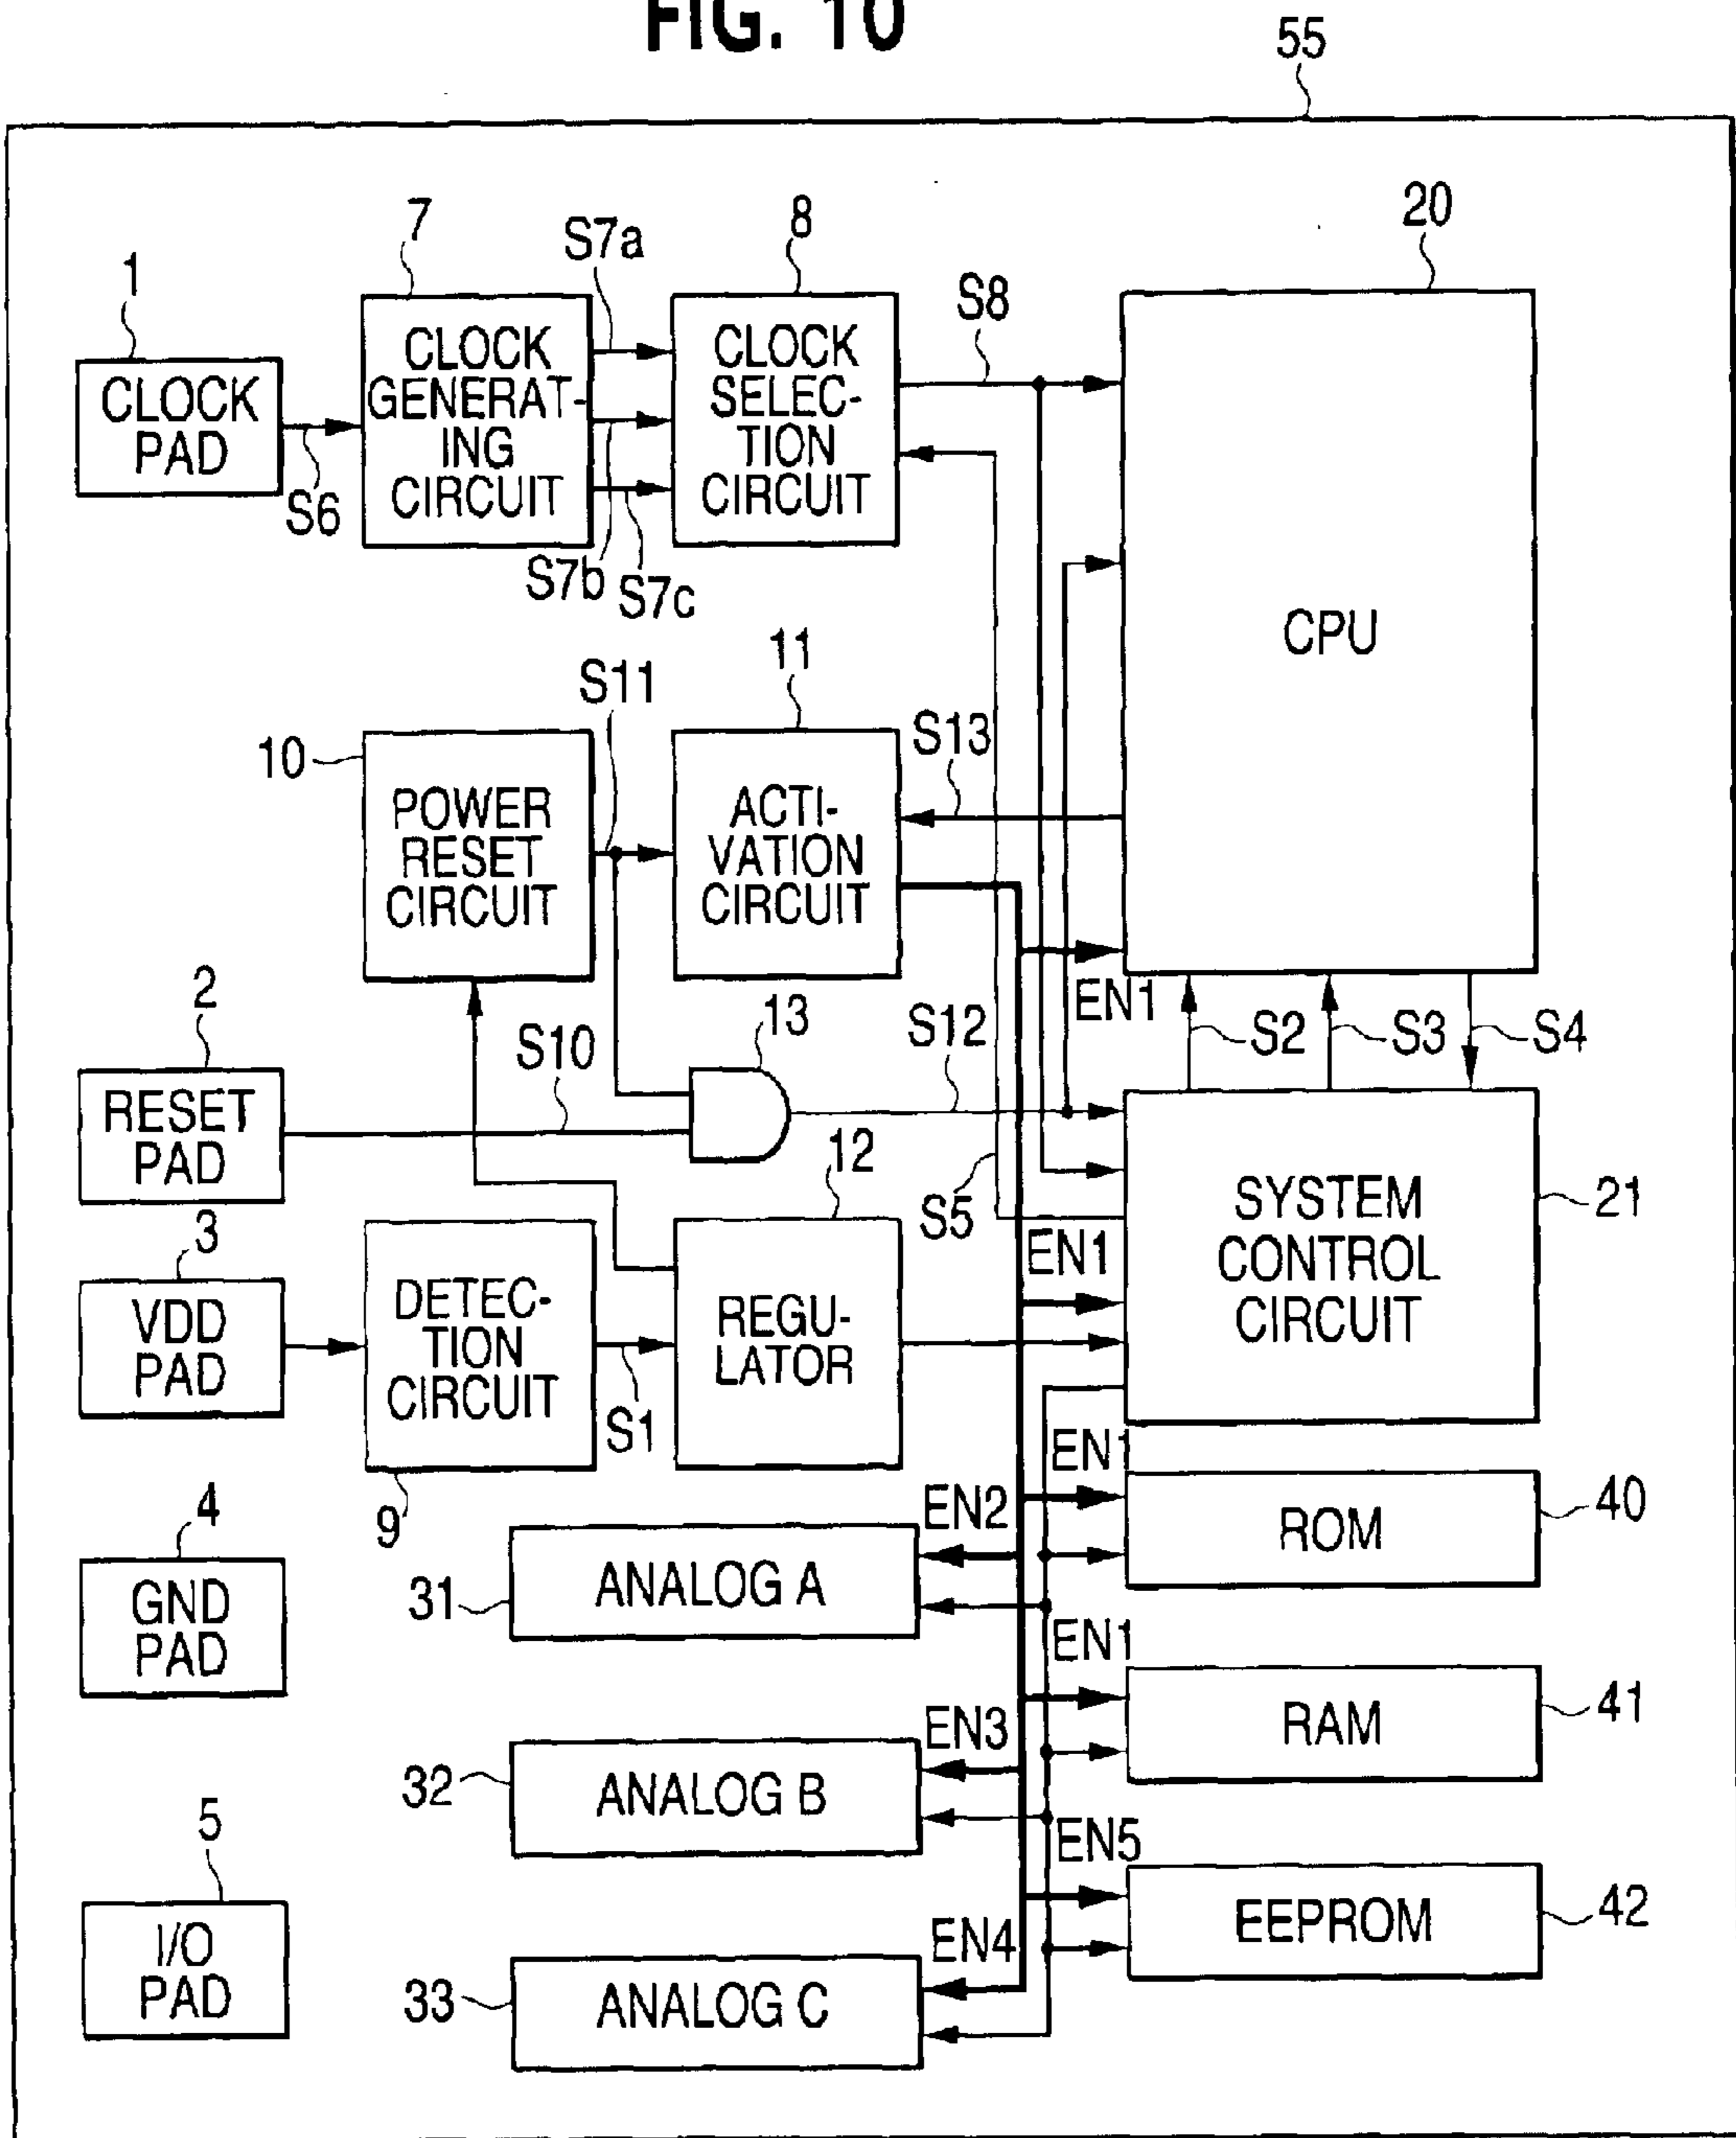 FIG. 10
55
7
S7a
8
20
1
S8
CLOCK
PAD
S6
CLOCK
GENERAT-
ING
CIRCUIT
CLOCK
SELEC-
TION
CIRCUIT
S7b
S7c
CPU
11
S11
S13
10
POWER
RESET
CIRCUIT
ACTI-
VATION
CIRCUIT
2
13
EN1
S10
S12
S2
S3
S4
RESET
PAD
12
S5
SYSTEM
CONTROL
CIRCUIT
21
3
EN1
VDD
PAD
DETEC-
TION
CIRCUIT
S1
REGU-
LATOR
9
4
EN2
EN1
ROM
40
GND
PAD
31
ANALOG A
EN1
EN3
RAM
41
32
ANALOG B
5
EN5
EEPROM
42
I/O
PAD
EN4
33
ANALOG C